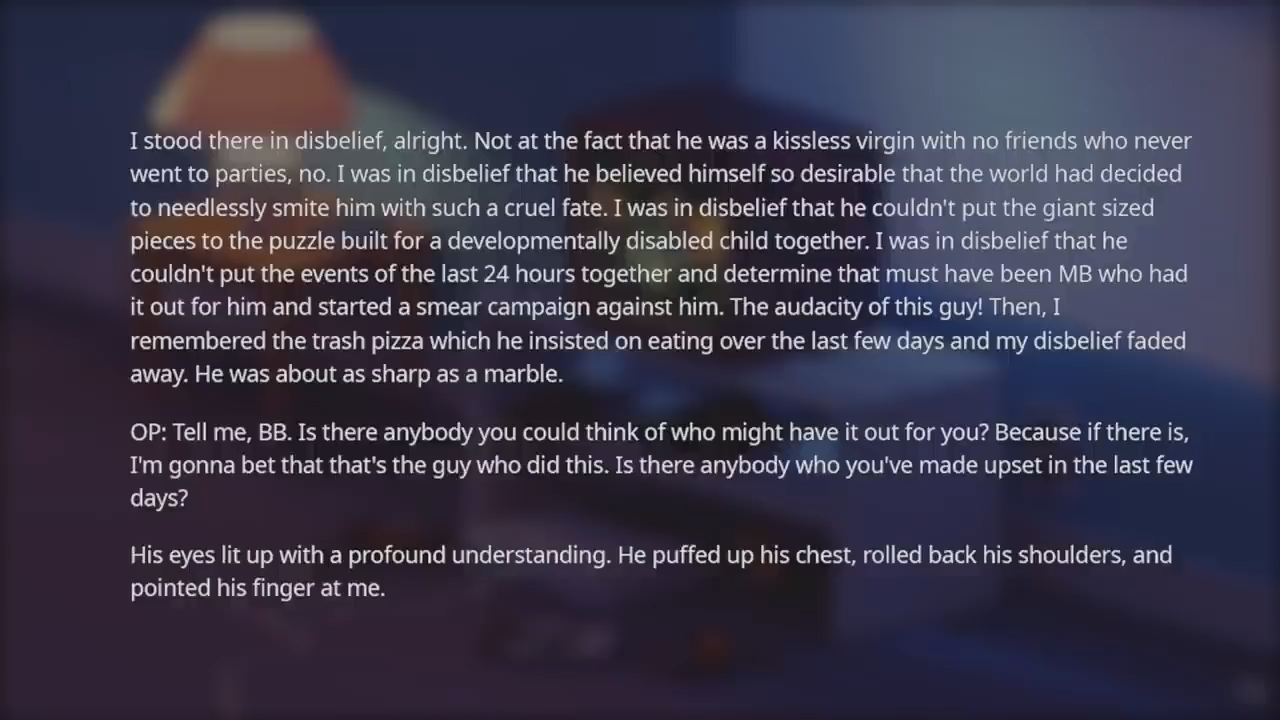 I stood there in disbelief, alright. Not at the fact that he was a kissless virgin with no friends who never
went to parties, no. I was in disbelief that he believed himself so desirable that the world had decided
to needlessly smite him with such a cruel fate. I was in disbelief that he couldn't put the giant sized
pieces to the puzzle built for a developmentally disabled child together. I was in disbelief that he
couldn't put the events of the last 24 hours together and determine that must have been MB who had
it out for him and started a smear campaign against him. The audacity of this guy! Then, I
remembered the trash pizza which he insisted on eating over the last few days and my disbelief faded
away. He was about as sharp as a marble.
OP: Tell me, BB. Is there anybody you could think of who might have it out for you? Because if there is,
I'm gonna bet that that's the guy who did this. Is there anybody who you've made upset in the last few
days?
His eyes lit up with a profound understanding. He puffed up his chest, rolled back his shoulders, and
pointed his finger at me.